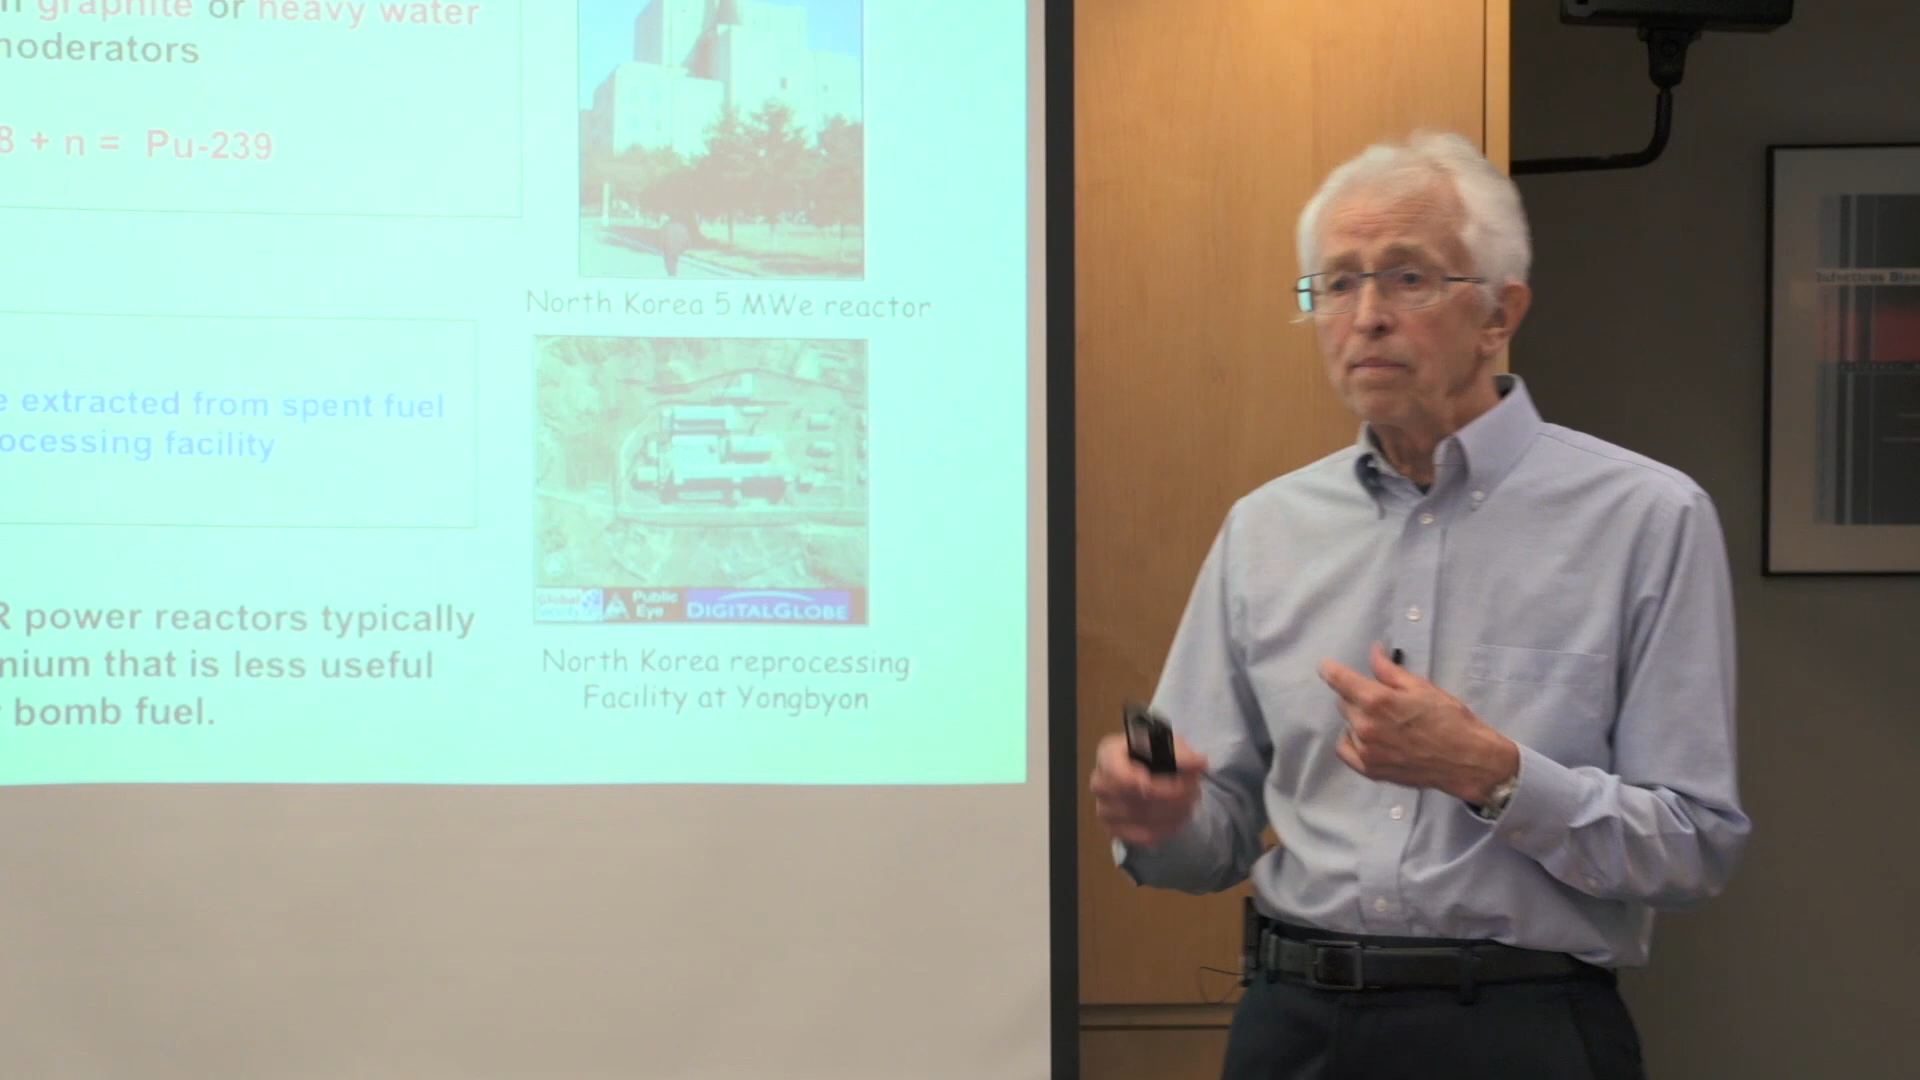 graphite or heavy water
moderators
8 + n = Pu-239
North Korea 5 MWe reactor
e extracted from spent fuel
ocessing facility
Public
Eye
DIGITALGLOBE
North Korea reprocessing
Facility at Yongbyon
R power reactors typically
nium that is less useful
bomb fuel.